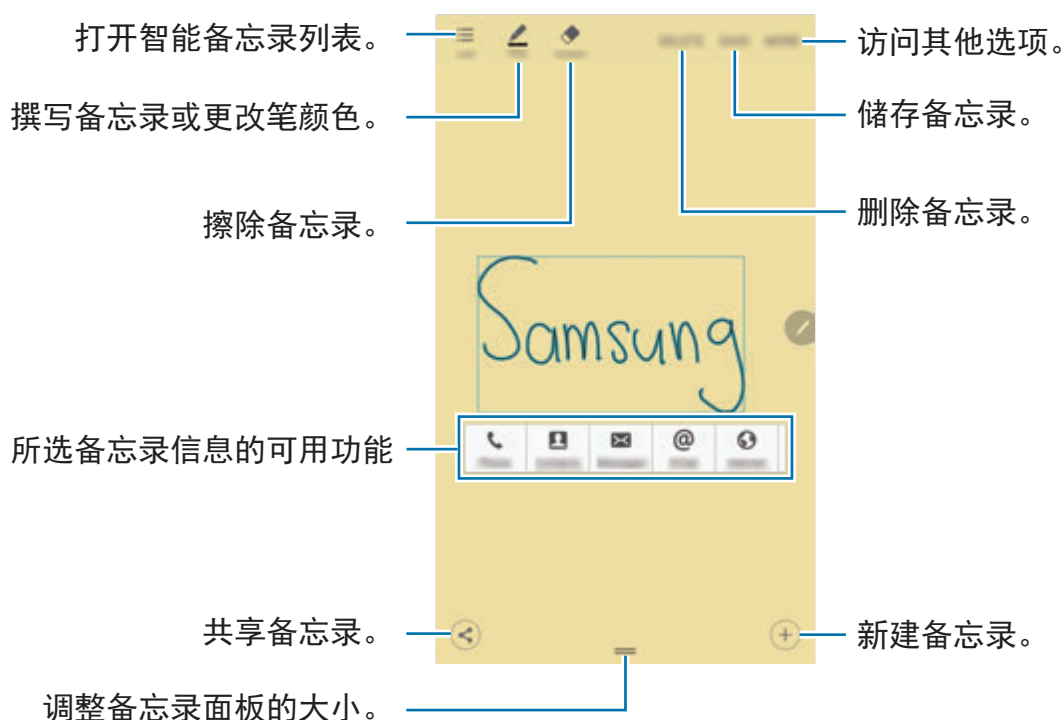 打开智能备忘录列表。
访问其他选项。
撰写备忘录或更改笔颜色。
储存备忘录。
擦除备忘录。
删除备忘录。
Samsung
所选备忘录信息的可用功能
@
共享备忘录。
新建备忘录。
调整备忘录面板的大小。